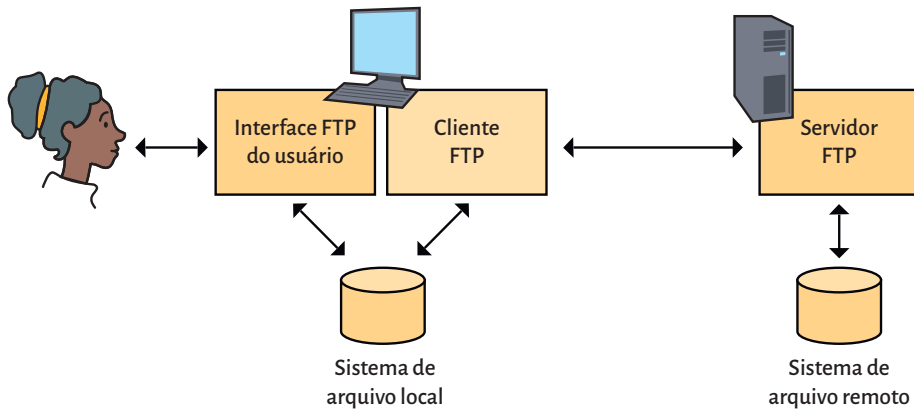 Interface FTP
do usuário
Cliente
FTP
Servidor
FTP
Sistema de
arquivo local
Sistema de
arquivo remoto